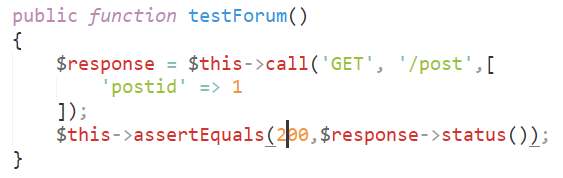 public function testForum()
{
    $response = $this->call('GET', '/post',[
        'postid' => 1
    ]);
    $this->assertEquals(200,$response->status());
}